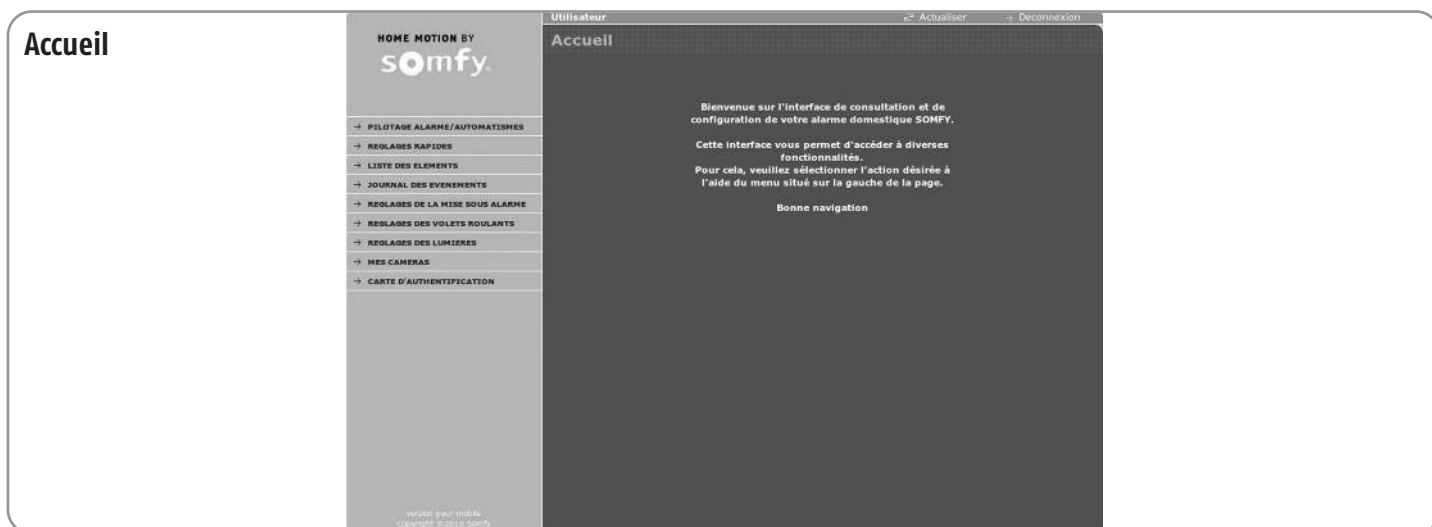 Accueil
HOME MOTION BY
somfy.
Utilisateur
Actualiser
→ Deconnexion
Accueil
→ PILOTAGE ALARME/AUTOMATISMES
→ REGLAGES RAPIDES
→ LISTE DES ELEMENTS
→ JOURNAL DES EVENEMENTS
→ REGLAGES DE LA MISE SOUS ALARME
→ REGLAGES DES VOLETS ROULANTS
→ REGLAGES DES LUMIERES
→ MES CAMERAS
→ CARTE D'AUTHENTIFICATION
Bienvenue sur l'interface de consultation et de
configuration de votre alarme domestique SOMFY.
Cette interface vous permet d'accéder à diverses
fonctionnalités.
Pour cela, veuillez sélectionner l'action désirée à
l'aide du menu situé sur la gauche de la page.
Bonne navigation
version pour mobile
Copyright ©2010 Somfy